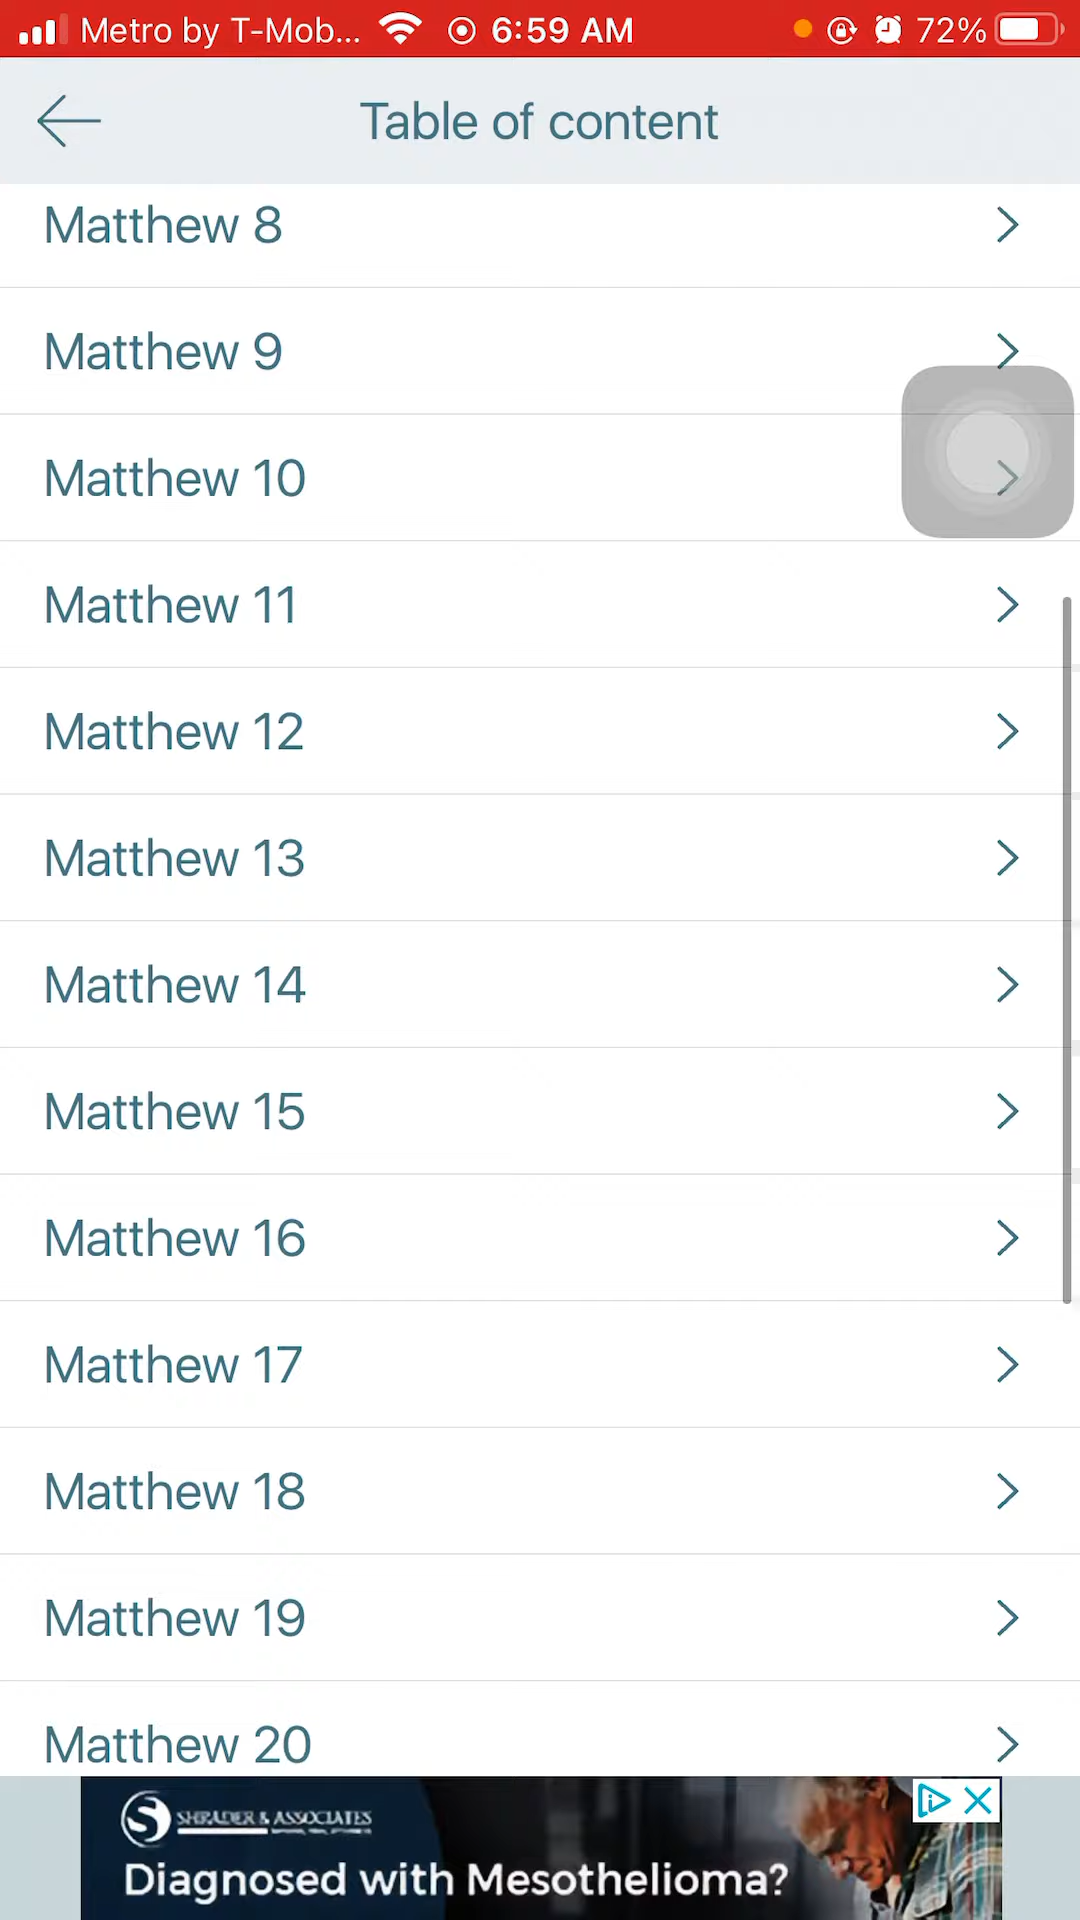 Metro by T-Mob... 6:59 AM 72%
Table of content
Matthew 8
Matthew 9
Matthew 10
Matthew 11
Matthew 12
Matthew 13
Matthew 14
Matthew 15
Matthew 16
Matthew 17
Matthew 18
Matthew 19
Matthew 20
SHRADER & ASSOCIATES
Diagnosed with Mesothelioma?